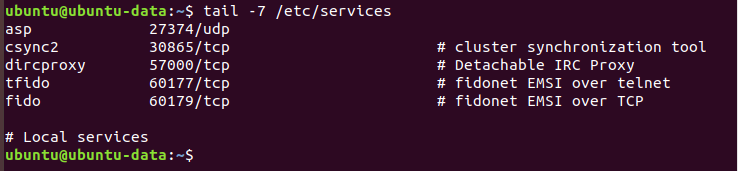 ubuntu@ubuntu-data:~$ tail -7 /etc/services
asp 27374/udp
csync2 30865/tcp # cluster synchronization tool
dircproxy 57000/tcp # Detachable IRC Proxy
tfido 60177/tcp # fidonet EMSI over telnet
fido 60179/tcp # fidonet EMSI over TCP

# Local services
ubuntu@ubuntu-data:~$